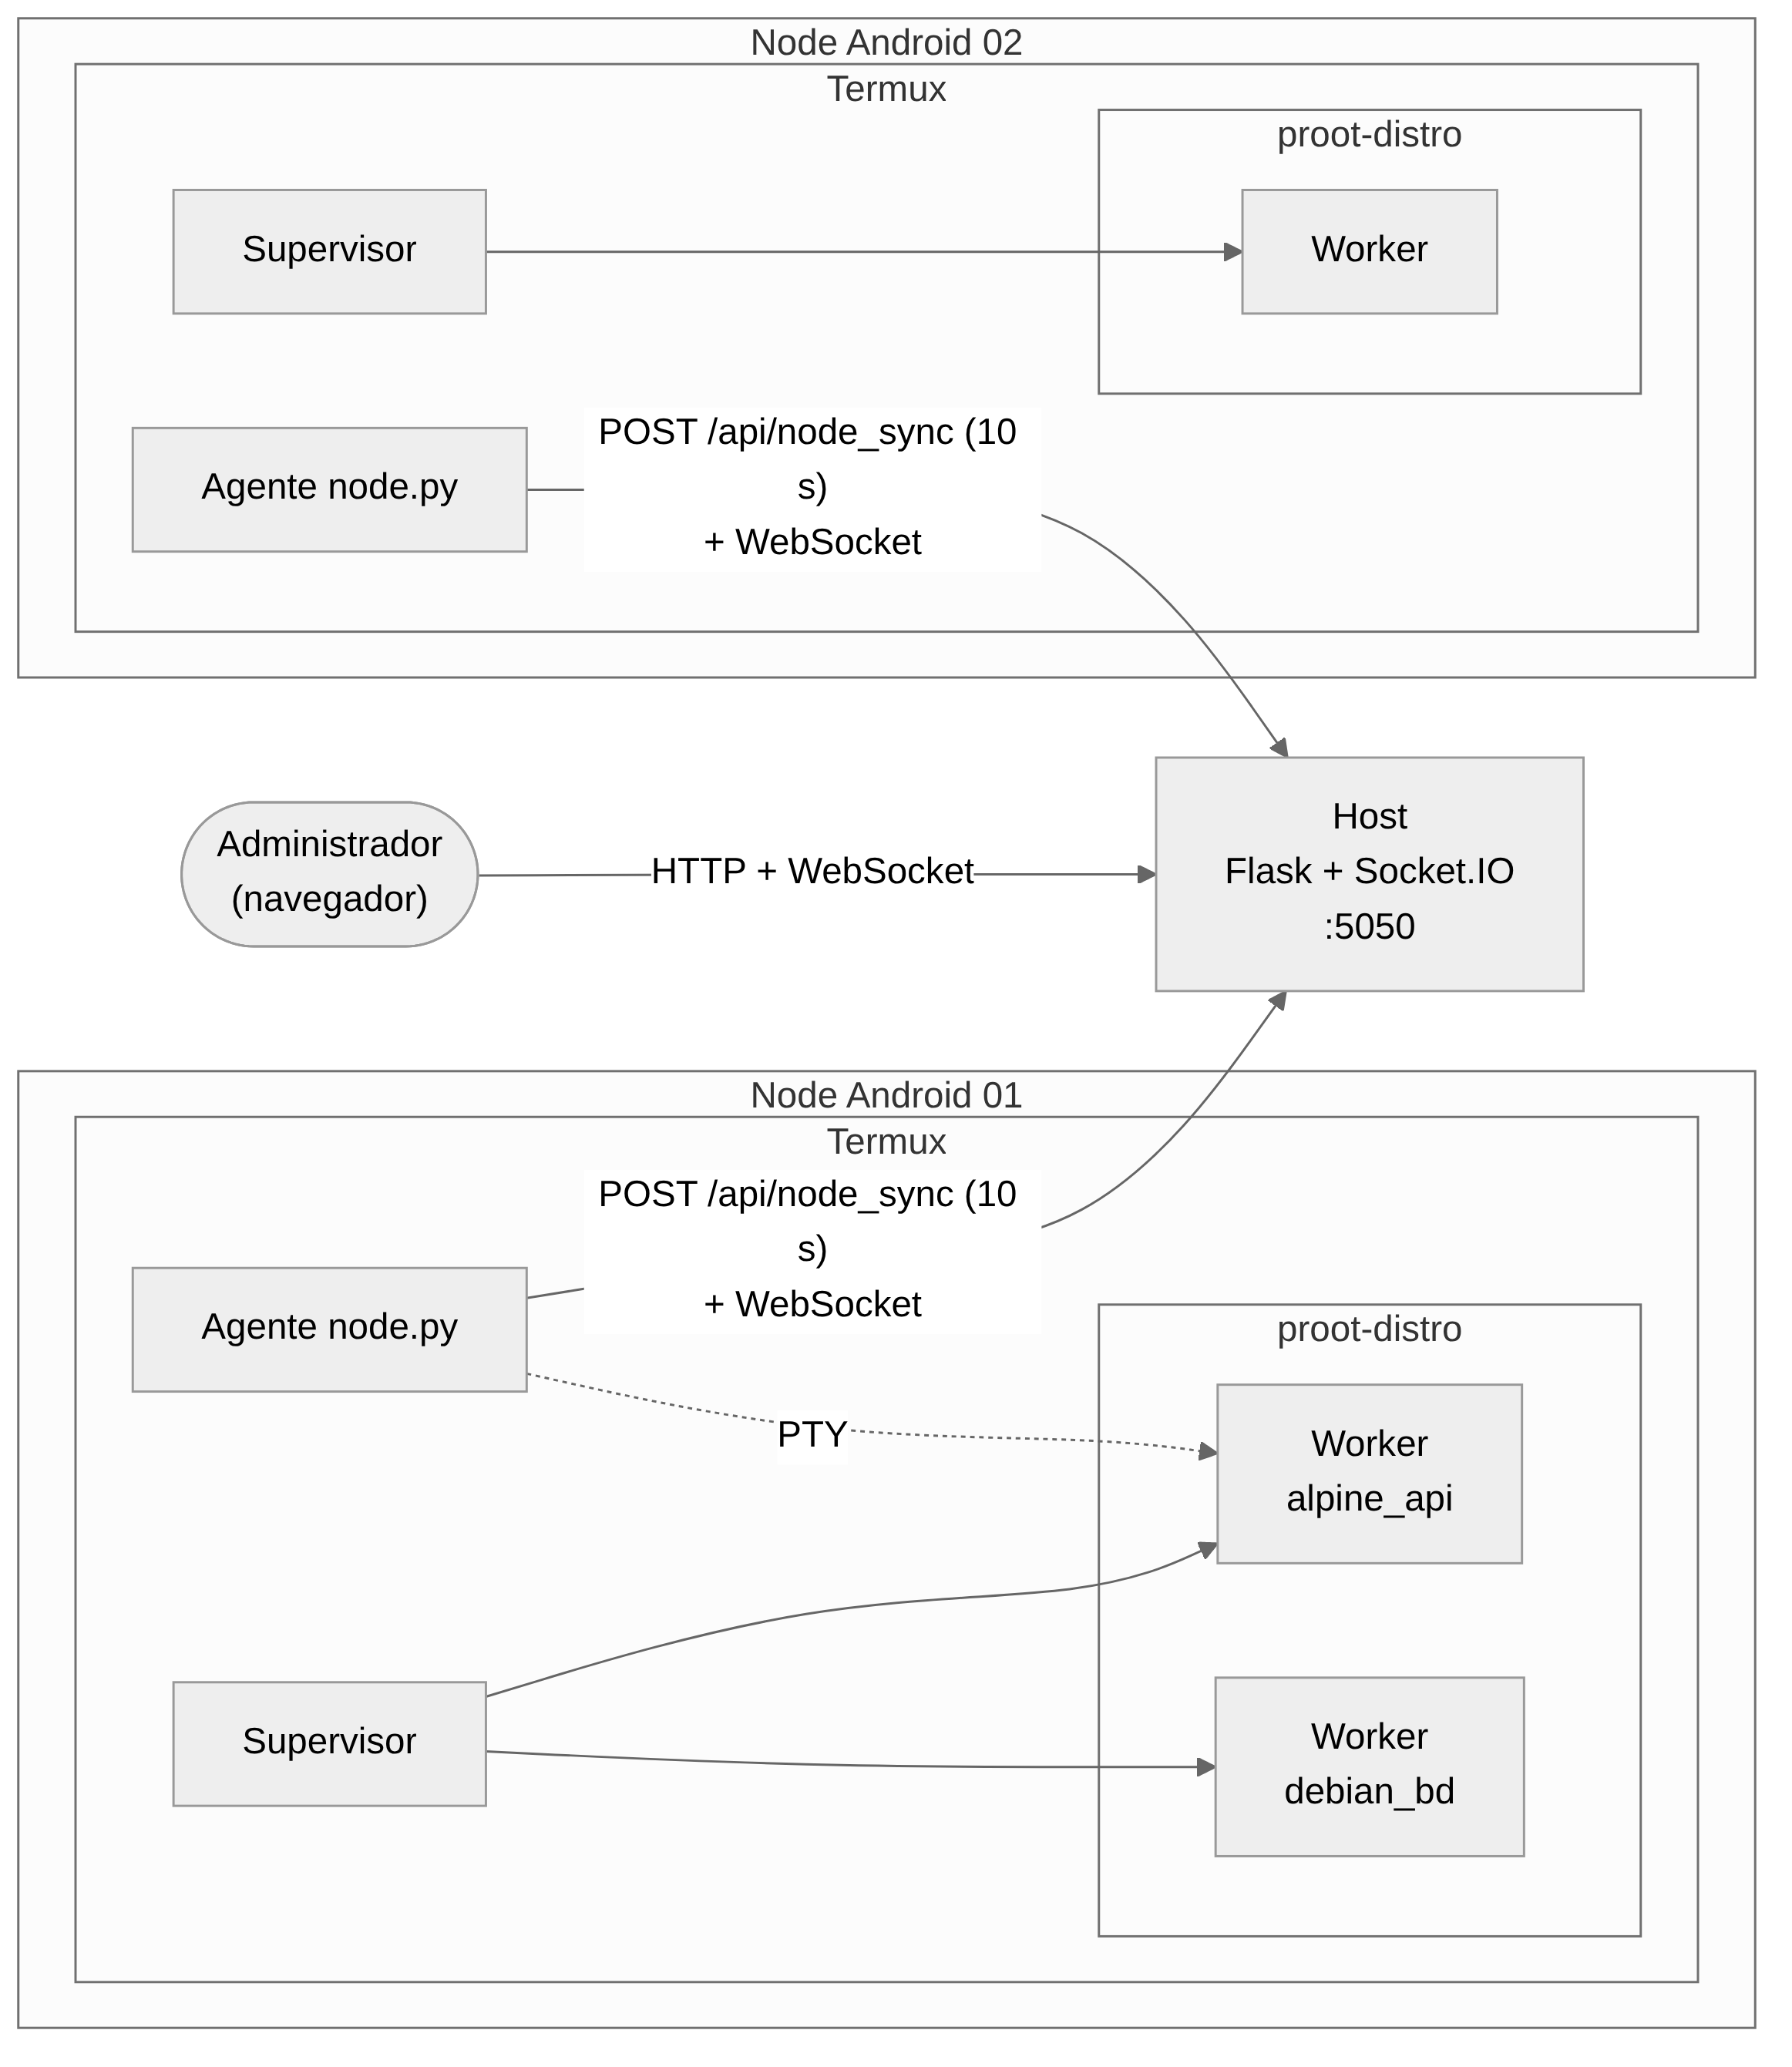 Node Android 02
Termux
proot-distro
Supervisor
Worker
Agente node.py
POST /api/node_sync (10
s)
+ WebSocket
Administrador
(navegador)
HTTP + WebSocket
Host
Flask + Socket.IO
:5050
Node Android 01
Termux
POST /api/node_sync (10
s)
+ WebSocket
Agente node.py
proot-distro
PTY
Worker
alpine_api
Supervisor
Worker
debian_bd